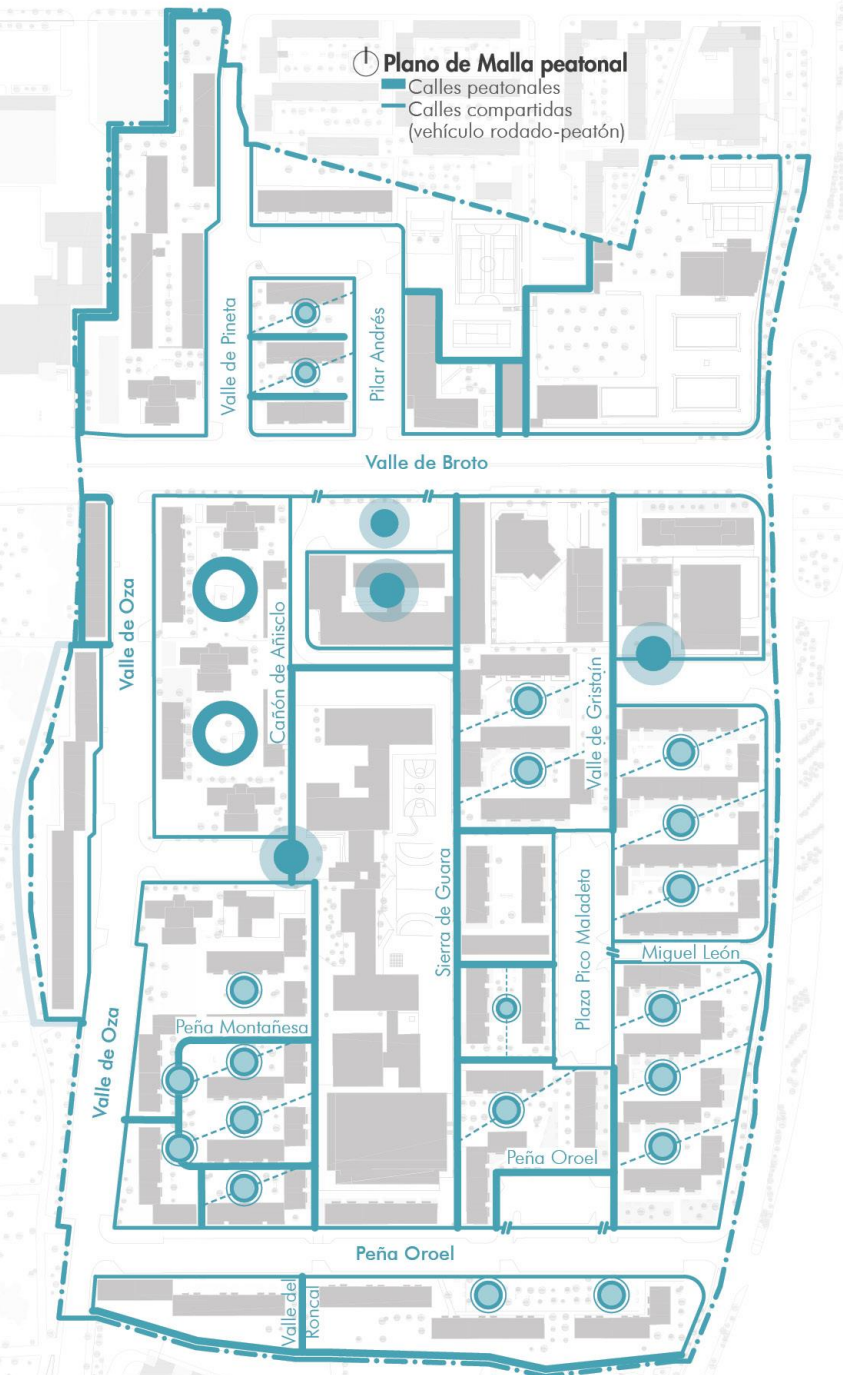 Plano de Malla peatonal
Calles peatonales
Calles compartidas
(vehículo rodado-peatón)
Valle de Pineta
Pilar Andrés
Valle de Broto
Valle de Oza
Cañón de Añisclo
Valle de Gristaín
Sierra de Guara
Plaza Pico Maladeta
Miguel León
Peña Montañesa
Valle de Oza
Peña Oroel
Peña Oroel
Valle del
Roncal